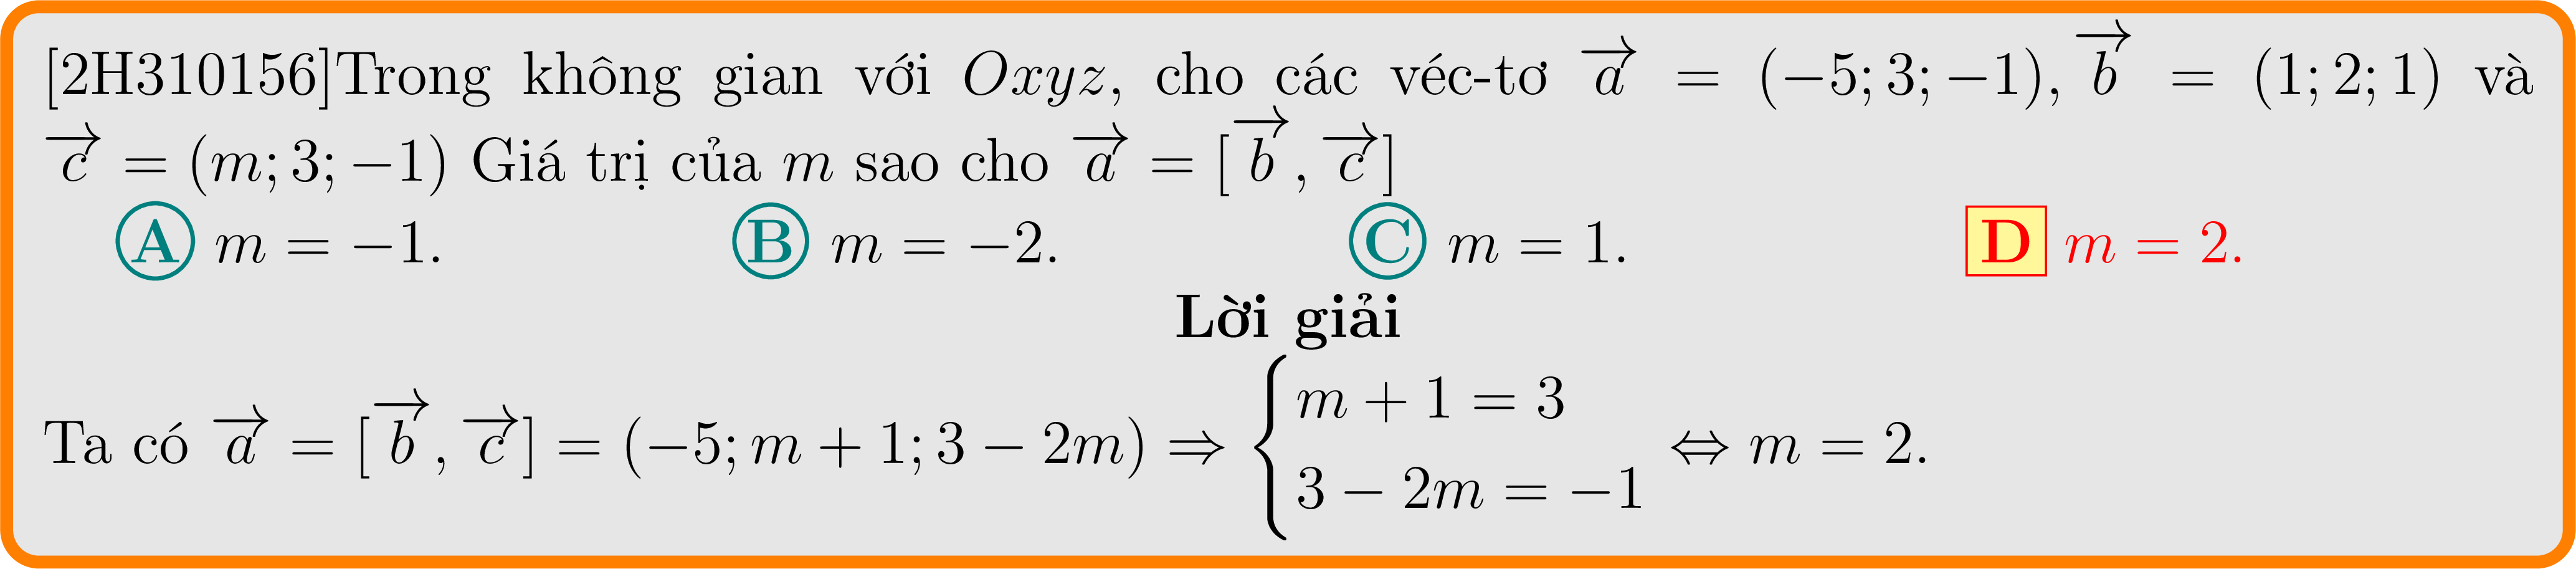 [2H310156]Trong không gian với $Oxyz$, cho các véc-tơ $\overrightarrow{a} = (-5; 3; -1), \overrightarrow{b} = (1; 2; 1)$ và
$\overrightarrow{c} = (m; 3; -1)$ Giá trị của $m$ sao cho $\overrightarrow{a} = [\overrightarrow{b}, \overrightarrow{c}]$
A $m = -1$. B $m = -2$. C $m = 1$. D $m = 2$.
Lời giải
Ta có $\overrightarrow{a} = [\overrightarrow{b}, \overrightarrow{c}] = (-5; m + 1; 3 - 2m) \Rightarrow \begin{cases} m + 1 = 3 \\ 3 - 2m = -1 \end{cases} \Leftrightarrow m = 2.$